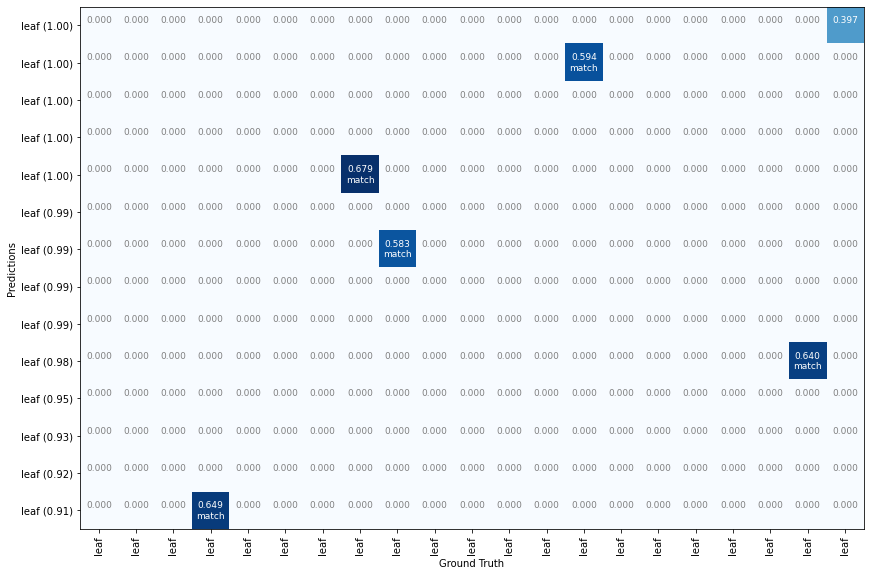 leaf (1.00) 0.000 0.000 0.000 0.000 0.000 0.000 0.000 0.000 0.000 0.000 0.000 0.000 0.000 0.000 0.000 0.000 0.000 0.000 0.000 0.000 0.397
leaf (1.00) 0.000 0.000 0.000 0.000 0.000 0.000 0.000 0.000 0.000 0.000 0.000 0.000 0.000 0.594 0.000 0.000 0.000 0.000 0.000 0.000 0.000
match
leaf (1.00) 0.000 0.000 0.000 0.000 0.000 0.000 0.000 0.000 0.000 0.000 0.000 0.000 0.000 0.000 0.000 0.000 0.000 0.000 0.000 0.000 0.000
leaf (1.00) 0.000 0.000 0.000 0.000 0.000 0.000 0.000 0.000 0.000 0.000 0.000 0.000 0.000 0.000 0.000 0.000 0.000 0.000 0.000 0.000 0.000
leaf (1.00) 0.000 0.000 0.000 0.000 0.000 0.000 0.000 0.679 0.000 0.000 0.000 0.000 0.000 0.000 0.000 0.000 0.000 0.000 0.000 0.000 0.000
match
leaf (0.99) 0.000 0.000 0.000 0.000 0.000 0.000 0.000 0.000 0.000 0.000 0.000 0.000 0.000 0.000 0.000 0.000 0.000 0.000 0.000 0.000 0.000
leaf (0.99) 0.000 0.000 0.000 0.000 0.000 0.000 0.000 0.000 0.583 0.000 0.000 0.000 0.000 0.000 0.000 0.000 0.000 0.000 0.000 0.000 0.000
match
leaf (0.99) 0.000 0.000 0.000 0.000 0.000 0.000 0.000 0.000 0.000 0.000 0.000 0.000 0.000 0.000 0.000 0.000 0.000 0.000 0.000 0.000 0.000
leaf (0.99) 0.000 0.000 0.000 0.000 0.000 0.000 0.000 0.000 0.000 0.000 0.000 0.000 0.000 0.000 0.000 0.000 0.000 0.000 0.000 0.000 0.000
leaf (0.98) 0.000 0.000 0.000 0.000 0.000 0.000 0.000 0.000 0.000 0.000 0.000 0.000 0.000 0.000 0.000 0.000 0.000 0.000 0.000 0.640 0.000
match
leaf (0.95) 0.000 0.000 0.000 0.000 0.000 0.000 0.000 0.000 0.000 0.000 0.000 0.000 0.000 0.000 0.000 0.000 0.000 0.000 0.000 0.000 0.000
leaf (0.93) 0.000 0.000 0.000 0.000 0.000 0.000 0.000 0.000 0.000 0.000 0.000 0.000 0.000 0.000 0.000 0.000 0.000 0.000 0.000 0.000 0.000
leaf (0.92) 0.000 0.000 0.000 0.000 0.000 0.000 0.000 0.000 0.000 0.000 0.000 0.000 0.000 0.000 0.000 0.000 0.000 0.000 0.000 0.000 0.000
leaf (0.91) 0.000 0.000 0.000 0.649 0.000 0.000 0.000 0.000 0.000 0.000 0.000 0.000 0.000 0.000 0.000 0.000 0.000 0.000 0.000 0.000 0.000
match
Predictions
leaf leaf leaf leaf leaf leaf leaf leaf leaf leaf leaf leaf leaf leaf leaf leaf leaf leaf leaf leaf leaf
Ground Truth